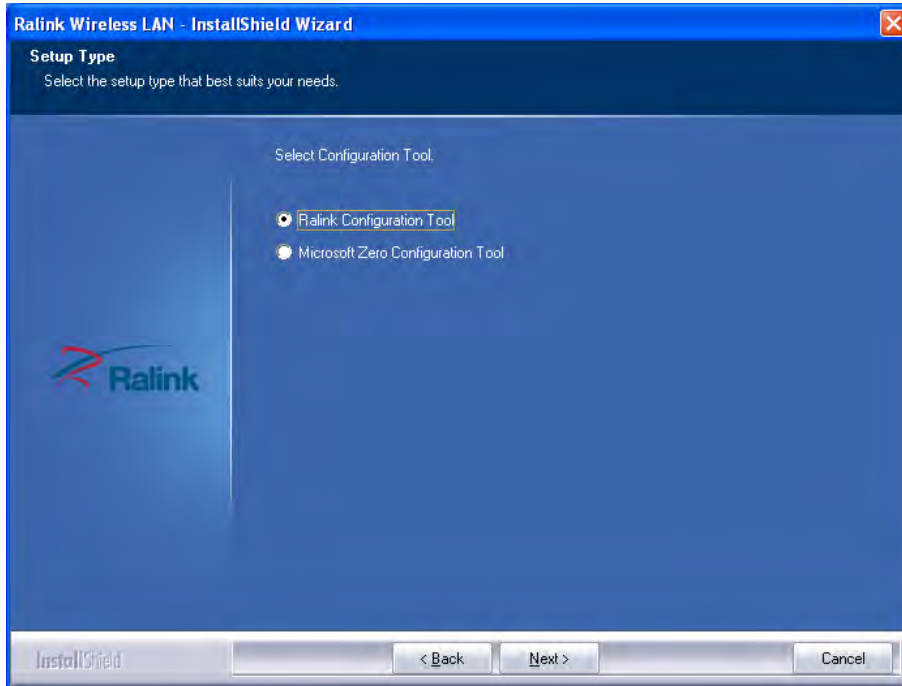 Ralink Wireless LAN - InstallShield Wizard
Setup Type
Select the setup type that best suits your needs.
Select Configuration Tool.
Ralink Configuration Tool
Microsoft Zero Configuration Tool
Ralink
InstallShield
< Back
Next >
Cancel